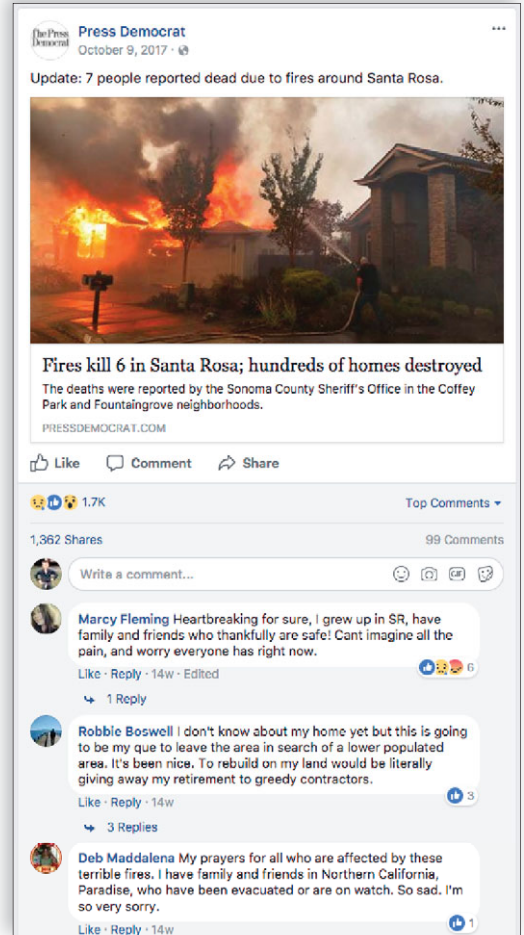 The Press
Democrat
Press Democrat
October 9, 2017 ·
Update: 7 people reported dead due to fires around Santa Rosa.
Fires kill 6 in Santa Rosa; hundreds of homes destroyed
The deaths were reported by the Sonoma County Sheriff's Office in the Coffey
Park and Fountaingrove neighborhoods.
PRESSDEMOCRAT.COM
Like Comment Share
1.7K Top Comments
1,362 Shares 99 Comments
Write a comment... GIF
Marcy Fleming Heartbreaking for sure, I grew up in SR, have
family and friends who thankfully are safe! Cant imagine all the
pain, and worry everyone has right now.
6
Like · Reply · 14w · Edited
1 Reply
Robbie Boswell I don't know about my home yet but this is going
to be my que to leave the area in search of a lower populated
area. It's been nice. To rebuild on my land would be literally
giving away my retirement to greedy contractors.
3
Like · Reply · 14w
3 Replies
Deb Maddalena My prayers for all who are affected by these
terrible fires. I have family and friends in Northern California,
Paradise, who have been evacuated or are on watch. So sad. I'm
so very sorry.
1
Like · Reply · 14w